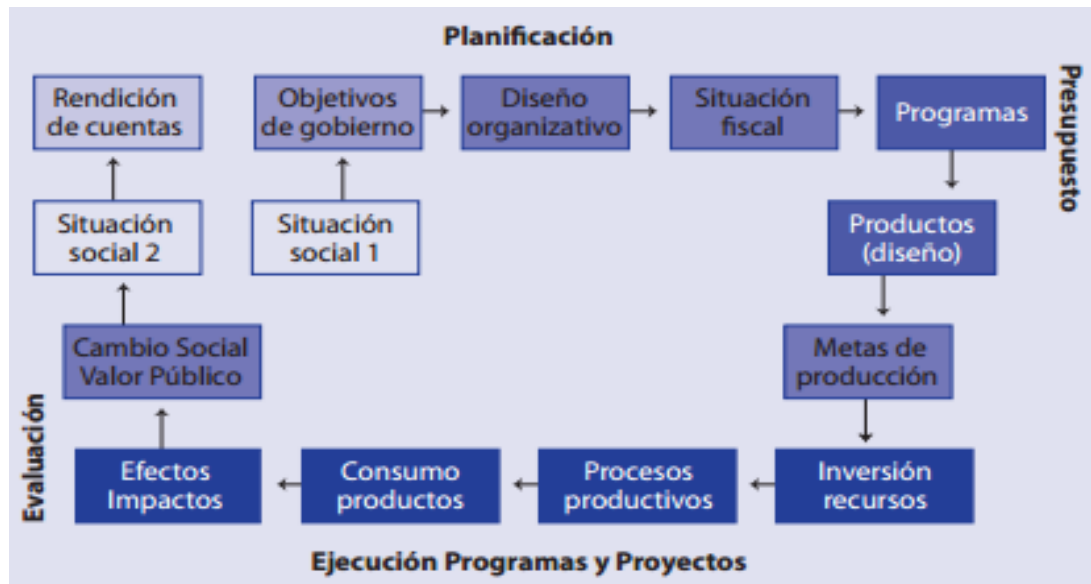 Planificación
Rendición
de cuentas
Objetivos
de gobierno
Diseño
organizativo
Situación
fiscal
Programas
Presupuesto
Situación
social 2
Situación
social 1
Productos
(diseño)
Cambio Social
Valor Público
Metas de
producción
Evaluación
Efectos
Impactos
Consumo
productos
Procesos
productivos
Inversión
recursos
Ejecución Programas y Proyectos